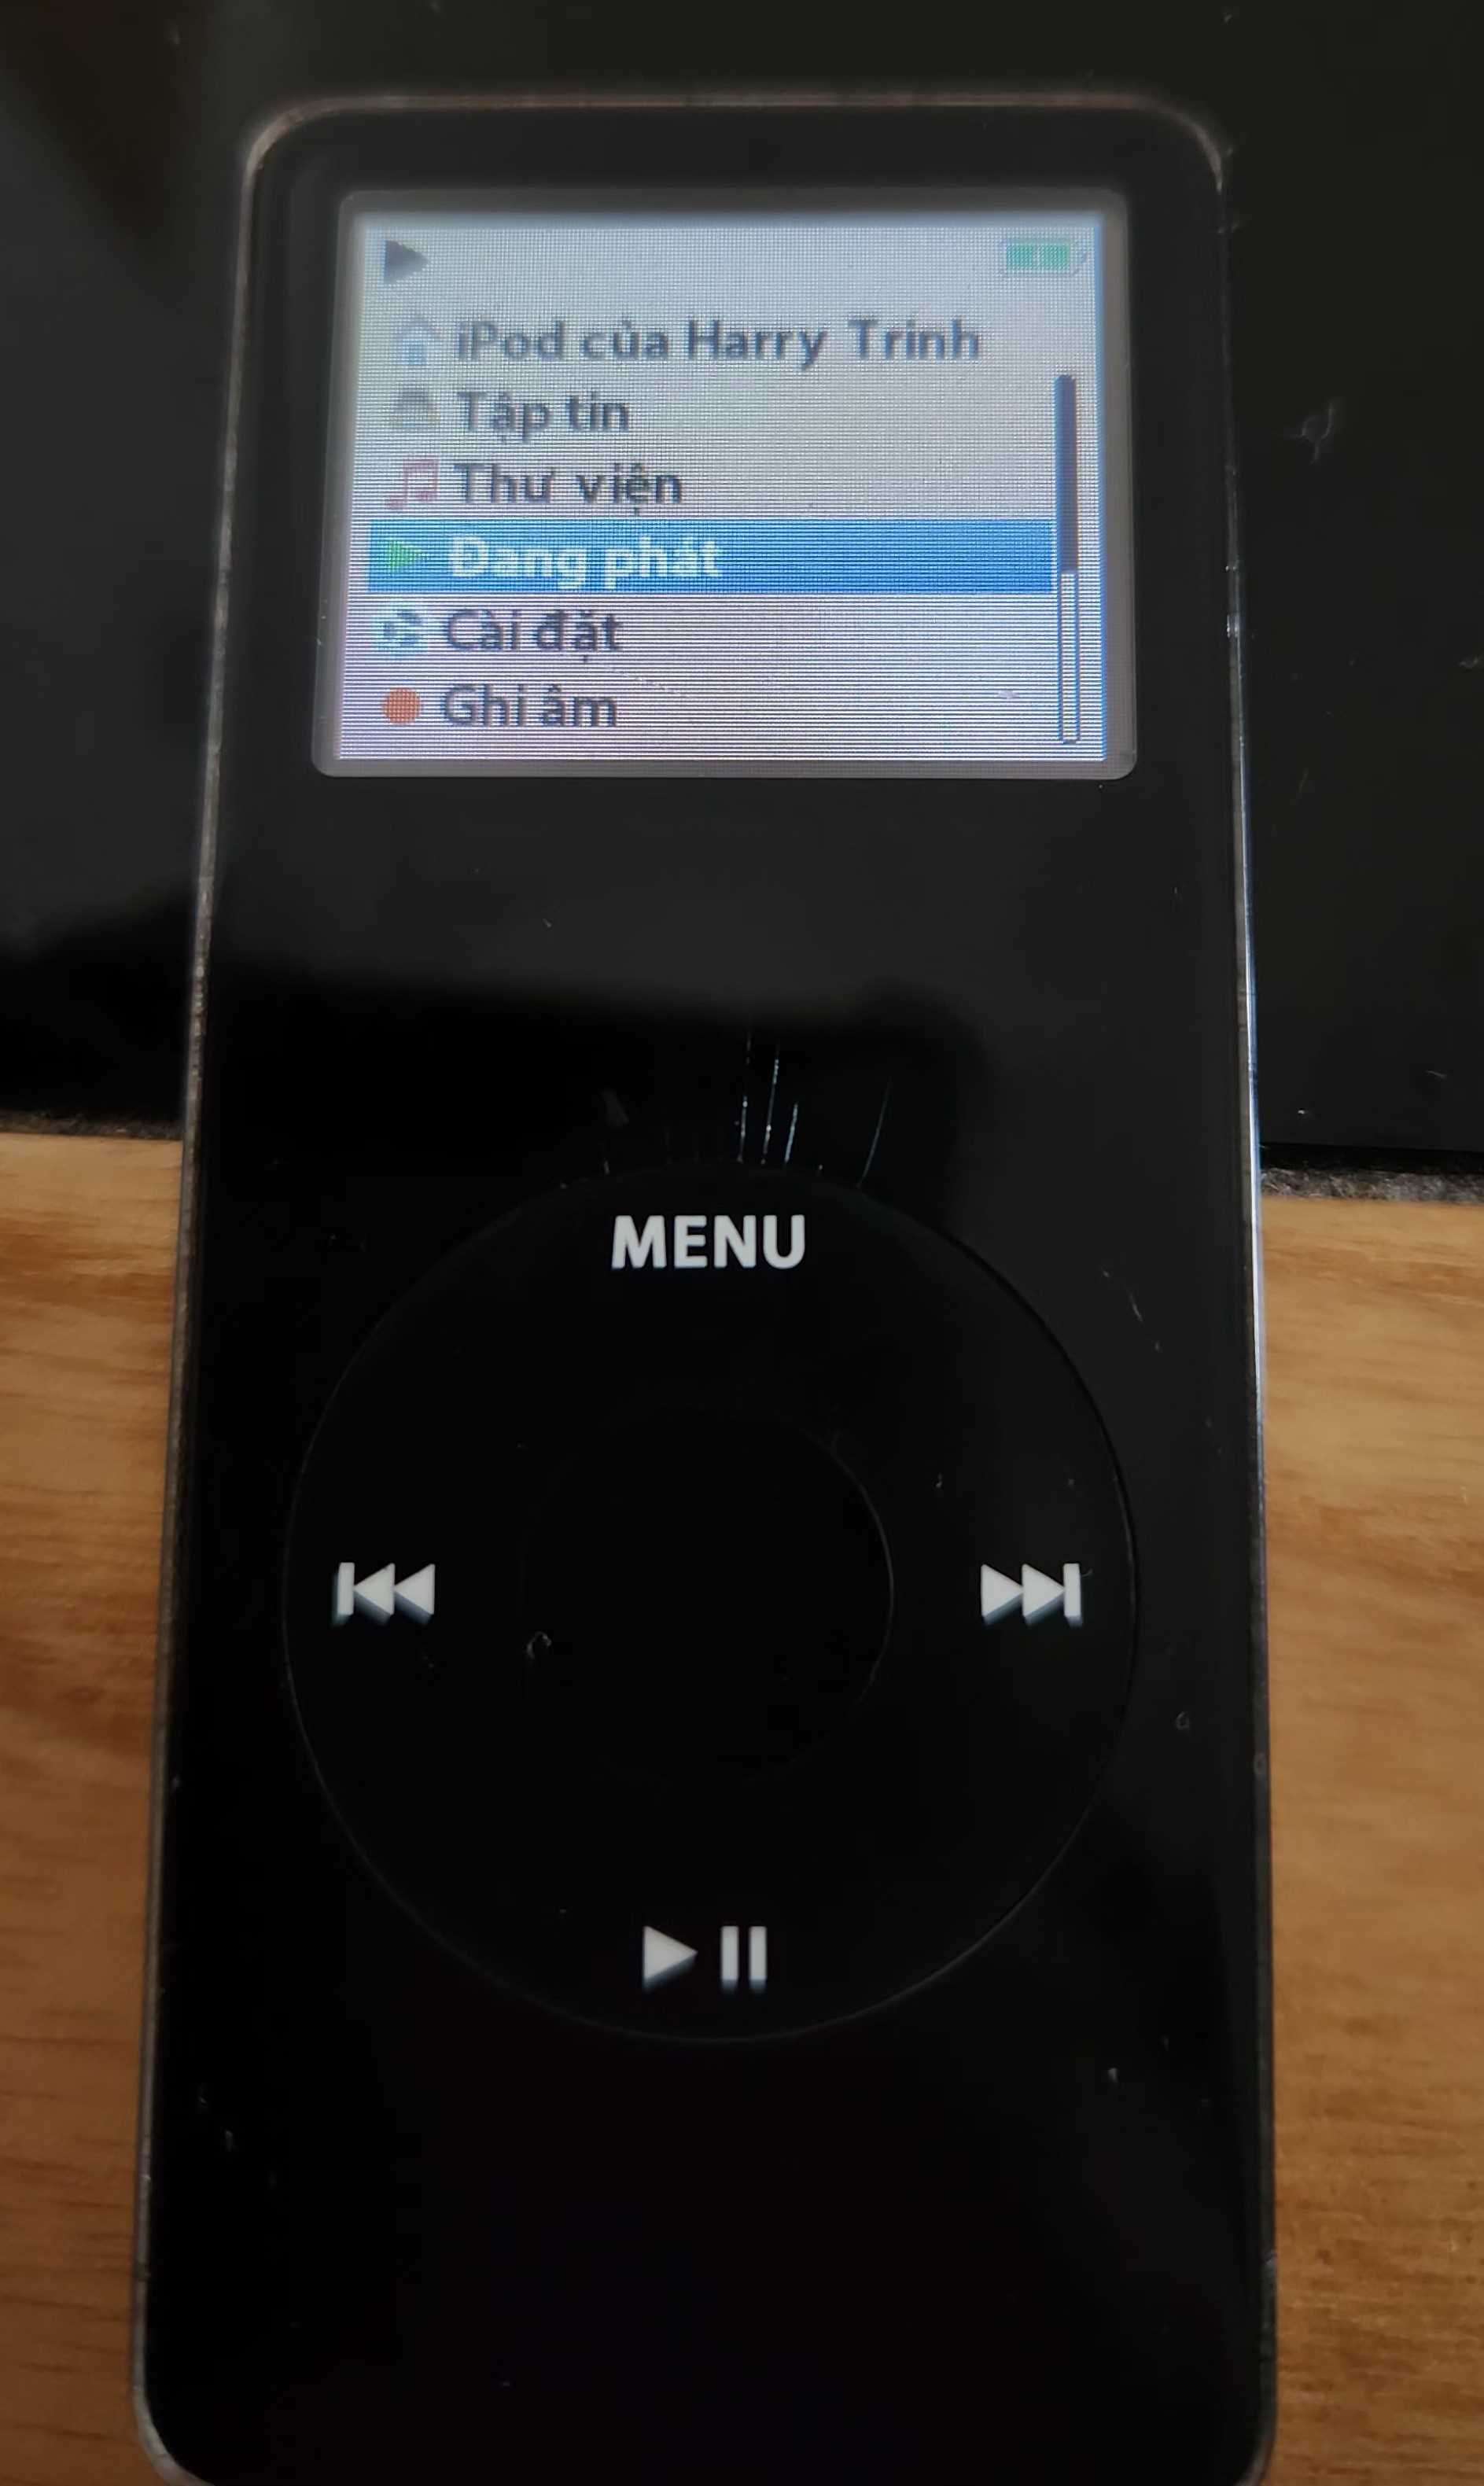 iPod của Harry Trinh
Tập tin
Thư viện
Đang phát
Cài đặt
Ghi âm
MENU